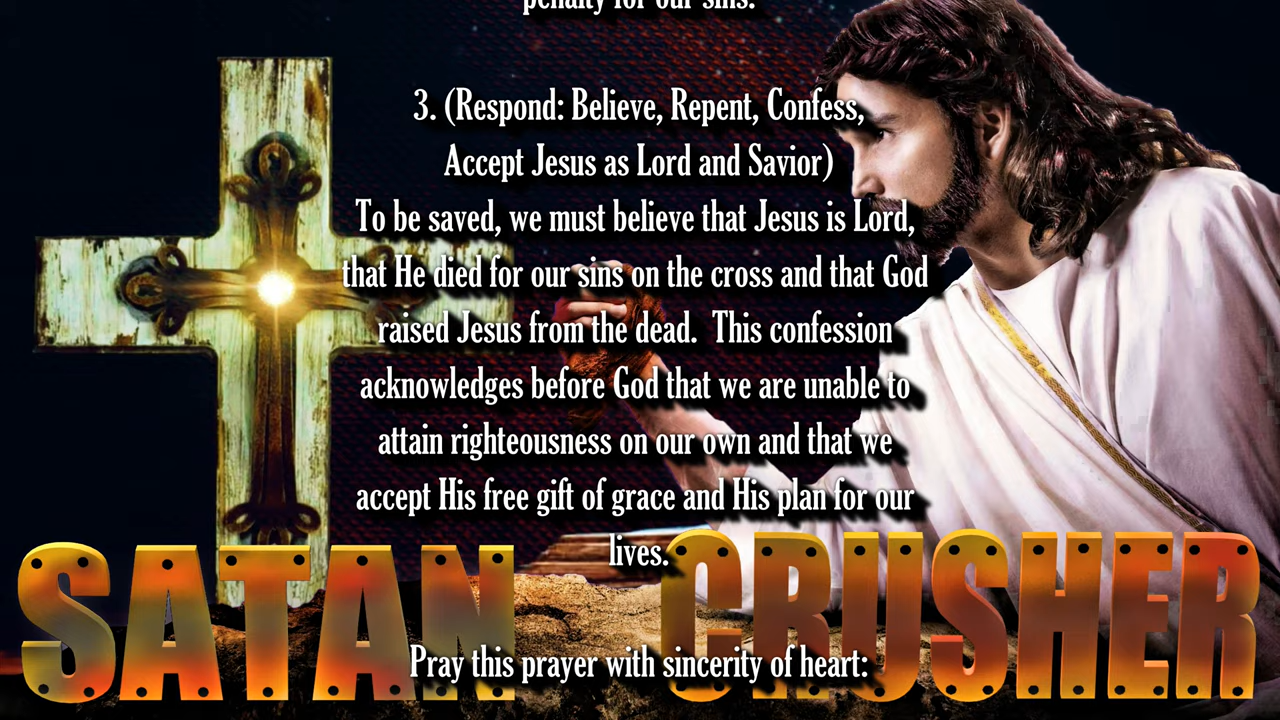 penalty for our sins.
3. (Respond: Believe, Repent, Confess,
Accept Jesus as Lord and Savior)
To be saved, we must believe that Jesus is Lord,
that He died for our sins on the cross and that God
raised Jesus from the dead.  This confession
acknowledges before God that we are unable to
attain righteousness on our own and that we
accept His free gift of grace and His plan for our
lives.
SATAN CRUSHER
Pray this prayer with sincerity of heart: